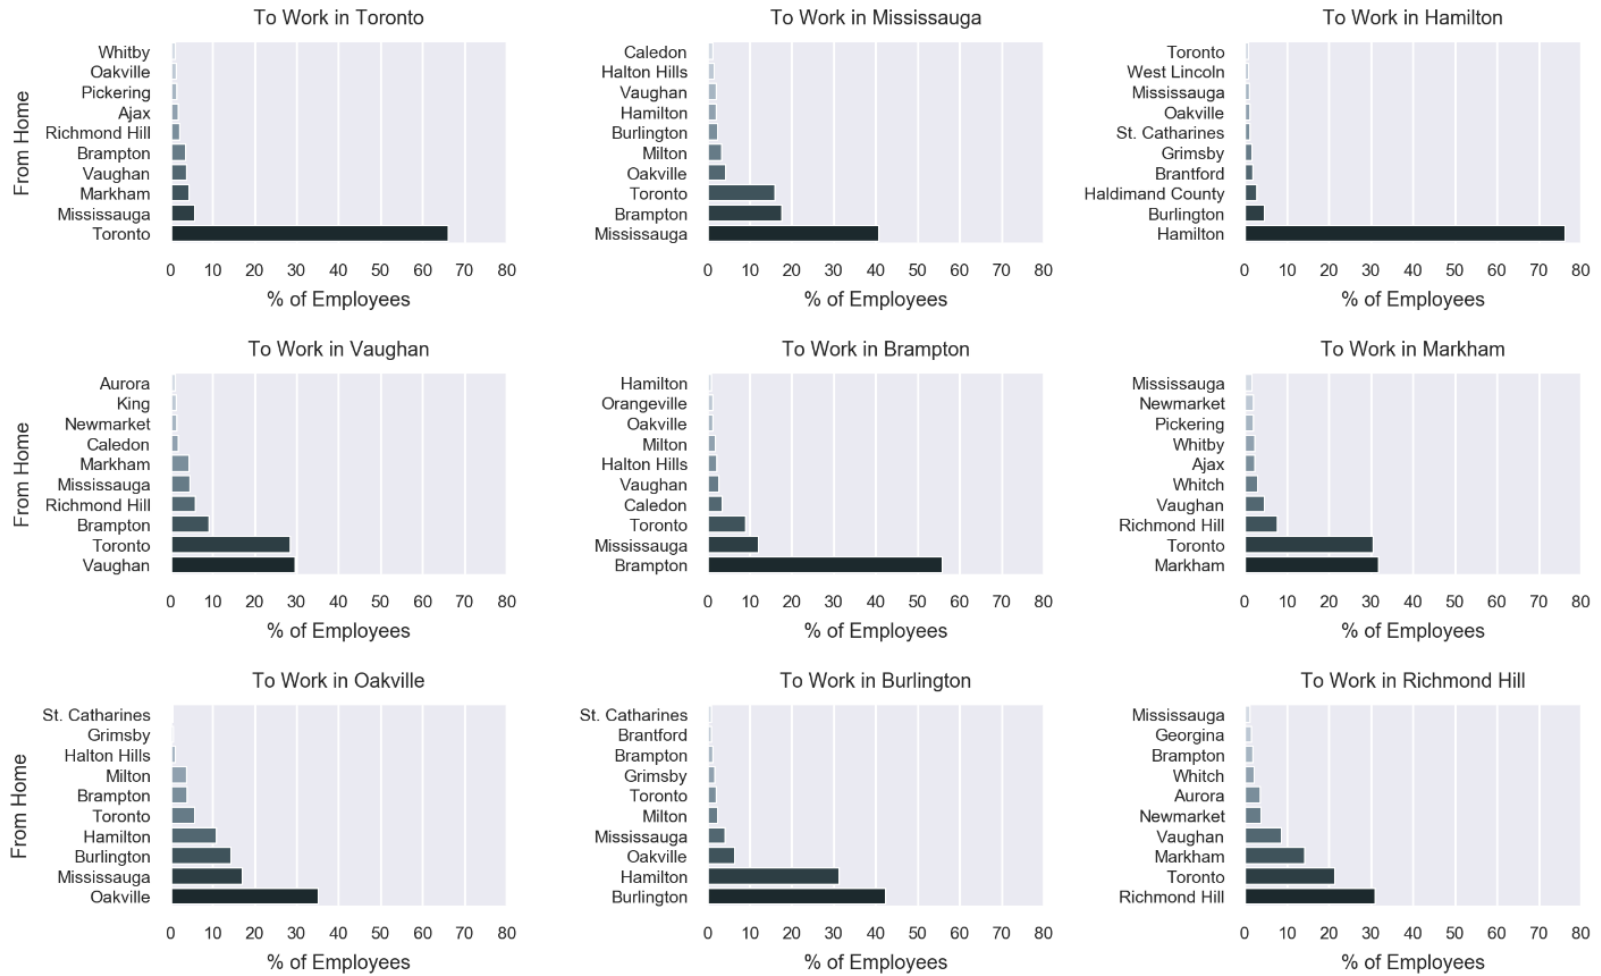 To Work in Toronto
From Home
Whitby
Oakville
Pickering
Ajax
Richmond Hill
Brampton
Vaughan
Markham
Mississauga
Toronto
0 10 20 30 40 50 60 70 80
% of Employees
To Work in Mississauga
Caledon
Halton Hills
Vaughan
Hamilton
Burlington
Milton
Oakville
Toronto
Brampton
Mississauga
0 10 20 30 40 50 60 70 80
% of Employees
To Work in Hamilton
Toronto
West Lincoln
Mississauga
Oakville
St. Catharines
Grimsby
Brantford
Haldimand County
Burlington
Hamilton
0 10 20 30 40 50 60 70 80
% of Employees
To Work in Vaughan
From Home
Aurora
King
Newmarket
Caledon
Markham
Mississauga
Richmond Hill
Brampton
Toronto
Vaughan
0 10 20 30 40 50 60 70 80
% of Employees
To Work in Brampton
Hamilton
Orangeville
Oakville
Milton
Halton Hills
Vaughan
Caledon
Toronto
Mississauga
Brampton
0 10 20 30 40 50 60 70 80
% of Employees
To Work in Markham
Mississauga
Newmarket
Pickering
Whitby
Ajax
Whitch
Vaughan
Richmond Hill
Toronto
Markham
0 10 20 30 40 50 60 70 80
% of Employees
To Work in Oakville
From Home
St. Catharines
Grimsby
Halton Hills
Milton
Brampton
Toronto
Hamilton
Burlington
Mississauga
Oakville
0 10 20 30 40 50 60 70 80
% of Employees
To Work in Burlington
St. Catharines
Brantford
Brampton
Grimsby
Toronto
Milton
Mississauga
Oakville
Hamilton
Burlington
0 10 20 30 40 50 60 70 80
% of Employees
To Work in Richmond Hill
Mississauga
Georgina
Brampton
Whitch
Aurora
Newmarket
Vaughan
Markham
Toronto
Richmond Hill
0 10 20 30 40 50 60 70 80
% of Employees